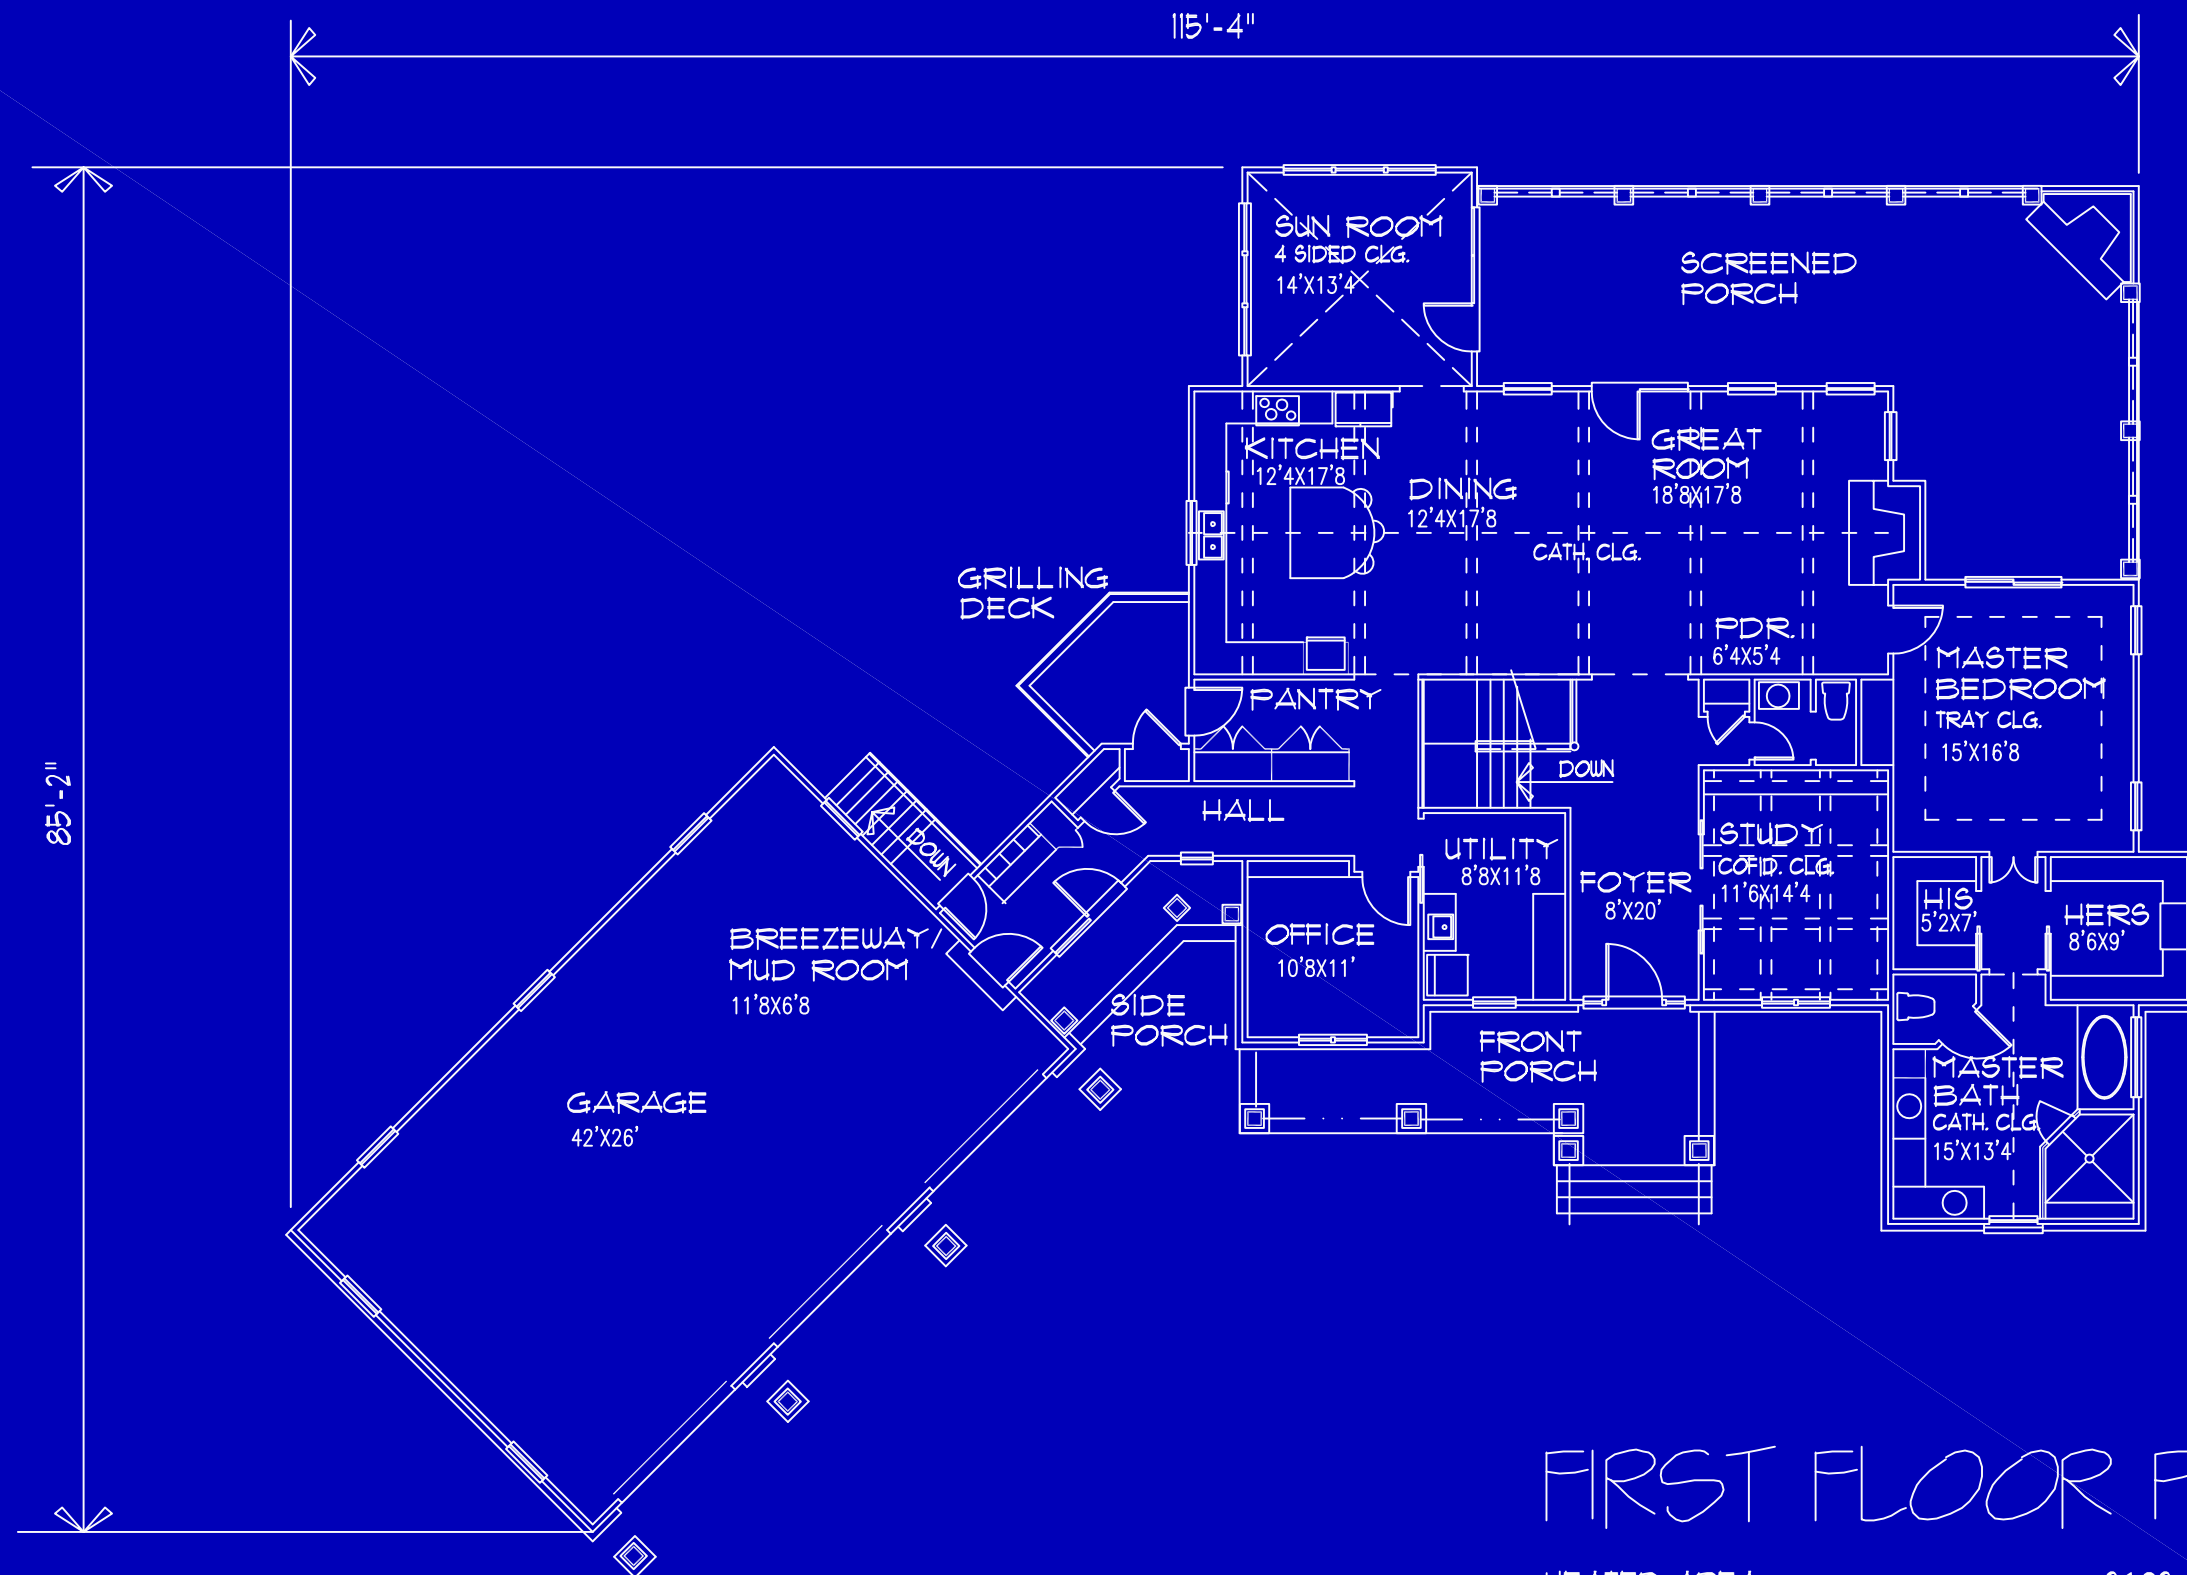 115'-4"
85'-2"
SUN ROOM
4 SIDED CLG.
14'X13'4
SCREENED
PORCH
KITCHEN
12'4X17'8
DINING
12'4X17'8
GREAT
ROOM
18'8X17'8
CATH. CLG.
GRILLING
DECK
PDR.
6'4X5'4
MASTER
BEDROOM
TRAY CLG.
15'X16'8
PANTRY
DOWN
HALL
DOWN
UTILITY
8'8X11'8
STUDY
COFD. CLG.
11'6X14'4
FOYER
8'X20'
HIS
5'2X7'
HERS
8'6X9'
BREEZEWAY/
MUD ROOM
11'8X6'8
OFFICE
10'8X11'
SIDE
PORCH
FRONT
PORCH
MASTER
BATH
CATH. CLG.
15'X13'4
GARAGE
42'X26'
FIRST FLOOR P